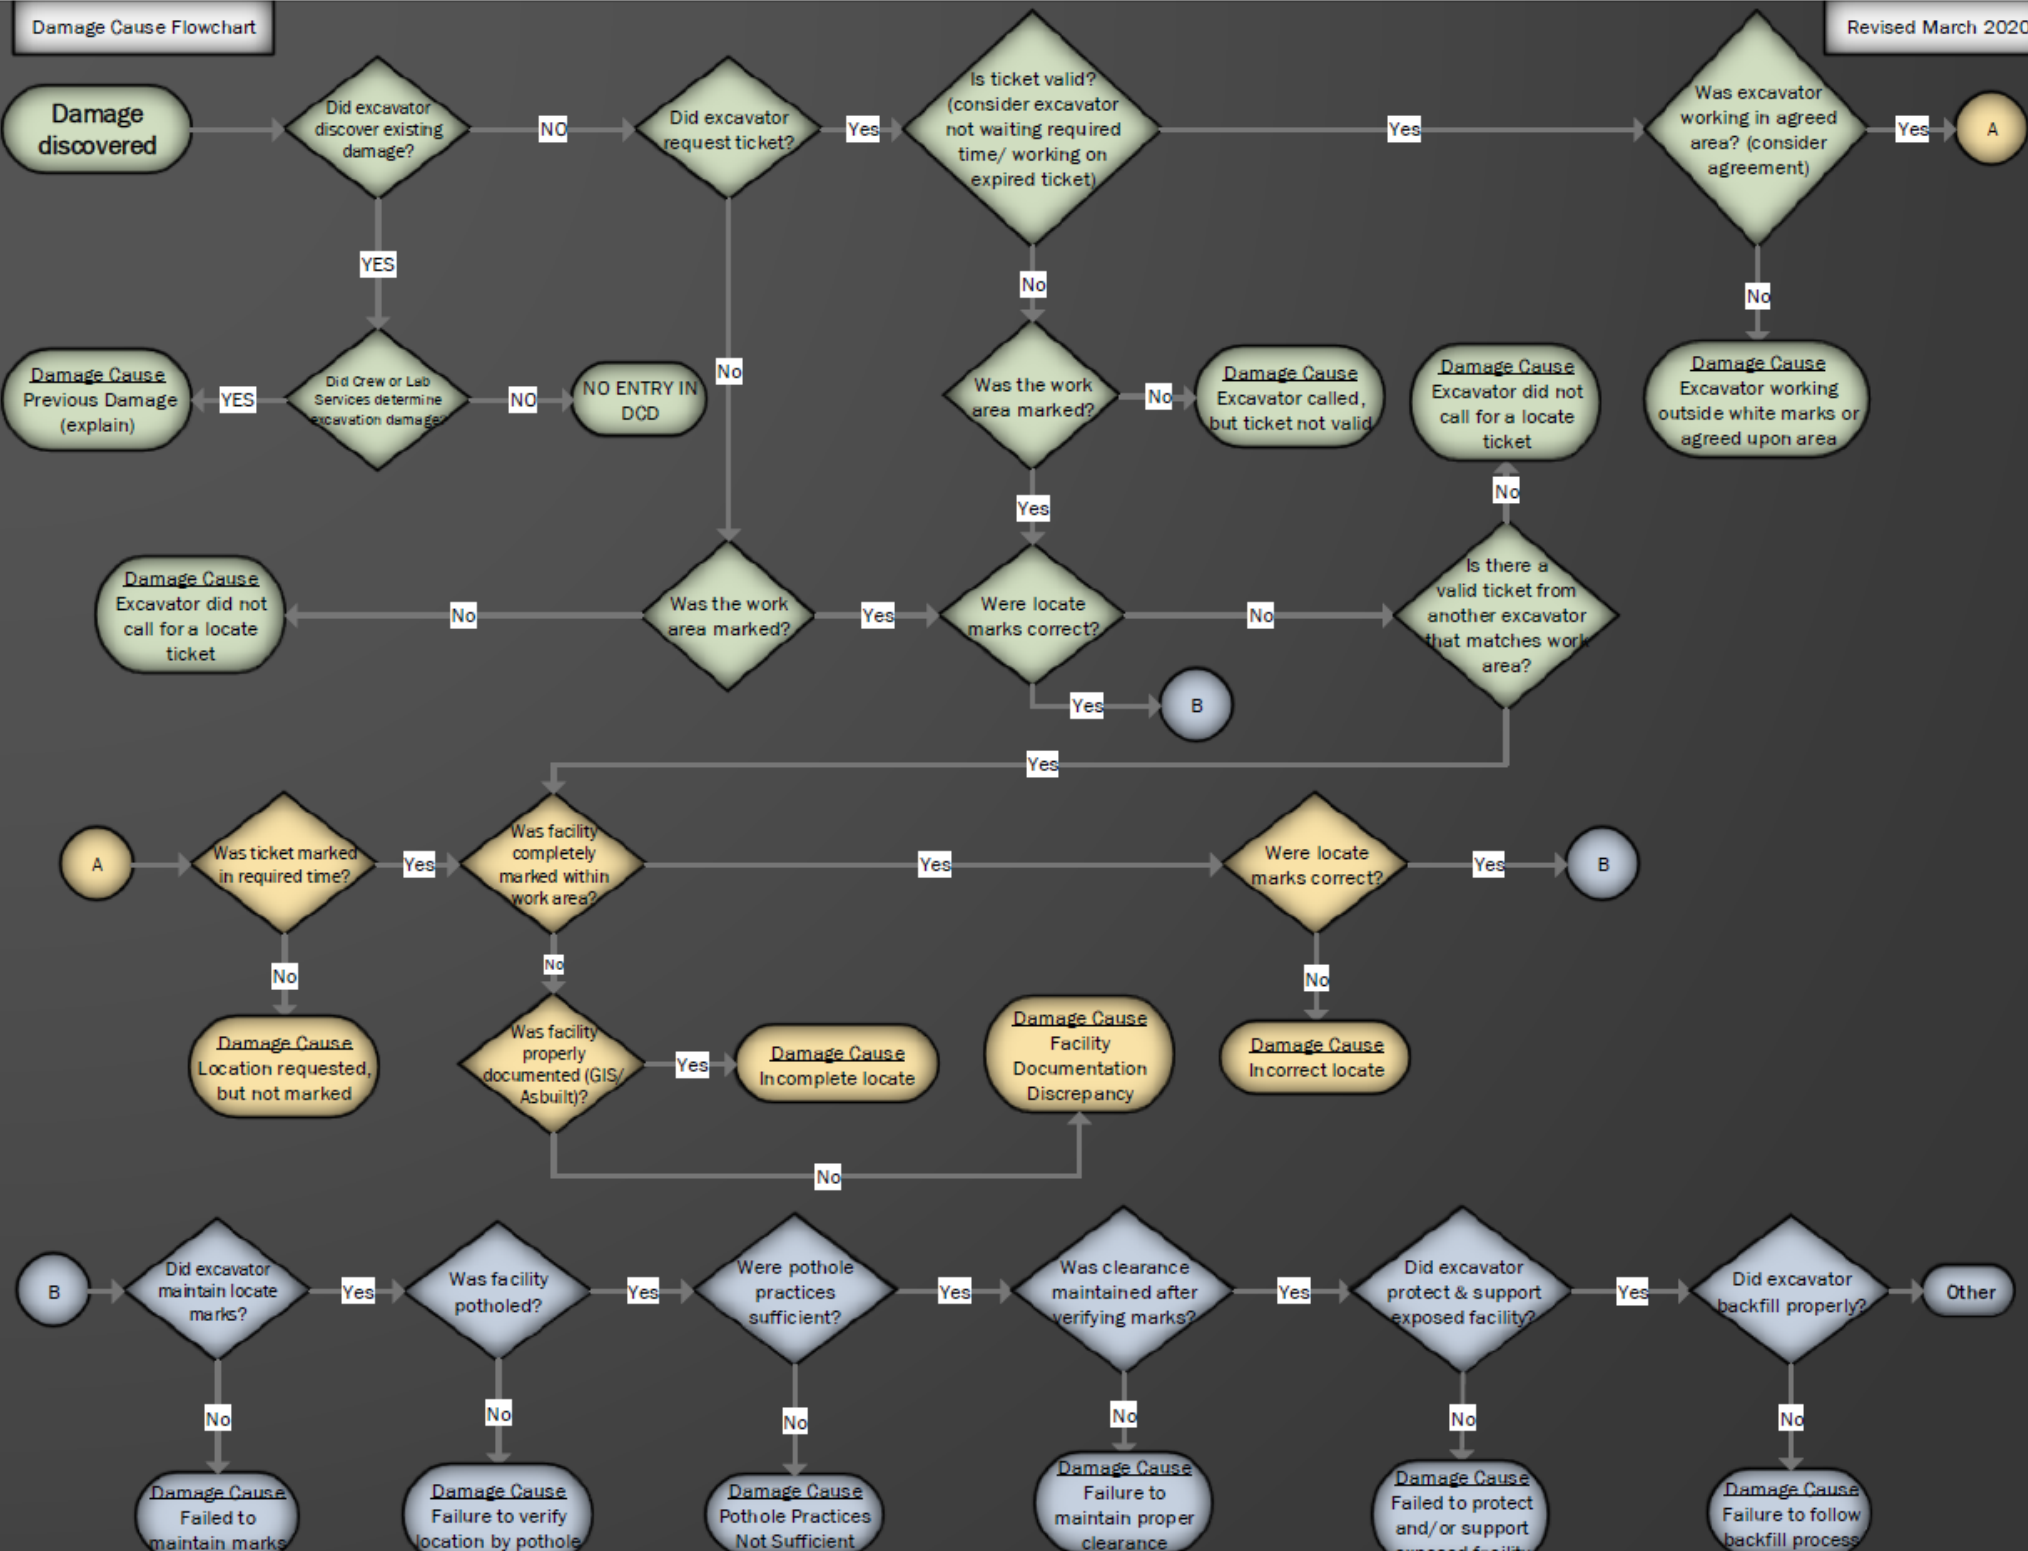 Damage Cause Flowchart
Revised March 2020
Damage
discovered
Did excavator
discover existing
damage?
NO
Did excavator
request ticket?
Yes
Is ticket valid?
(consider excavator
not waiting required
time/ working on
expired ticket)
Yes
Was excavator
working in agreed
area? (consider
agreement)
Yes
A
YES
No
No
No
Damage Cause
Previous Damage
(explain)
YES
Did Crew or Lab
Services determine
excavation damage?
NO
NO ENTRY IN
DCD
Was the work
area marked?
No
Damage Cause
Excavator called,
but ticket not valid
Damage Cause
Excavator did not
call for a locate
ticket
Damage Cause
Excavator working
outside white marks or
agreed upon area
Yes
No
Damage Cause
Excavator did not
call for a locate
ticket
No
Was the work
area marked?
Yes
Were locate
marks correct?
No
Is there a
valid ticket from
another excavator
that matches work
area?
Yes
B
Yes
A
Was ticket marked
in required time?
Yes
Was facility
completely
marked within
work area?
Yes
Were locate
marks correct?
Yes
B
No
No
No
Damage Cause
Location requested,
but not marked
Was facility
properly
documented (GIS/
Asbuilt)?
Yes
Damage Cause
Incomplete locate
Damage Cause
Facility
Documentation
Discrepancy
Damage Cause
Incorrect locate
No
B
Did excavator
maintain locate
marks?
Yes
Was facility
potholed?
Yes
Were pothole
practices
sufficient?
Yes
Was clearance
maintained after
verifying marks?
Yes
Did excavator
protect & support
exposed facility?
Yes
Did excavator
backfill properly?
Other
No
No
No
No
No
No
Damage Cause
Failed to
maintain marks
Damage Cause
Failure to verify
location by pothole
Damage Cause
Pothole Practices
Not Sufficient
Damage Cause
Failure to
maintain proper
clearance
Damage Cause
Failed to protect
and/or support
exposed facility
Damage Cause
Failure to follow
backfill process